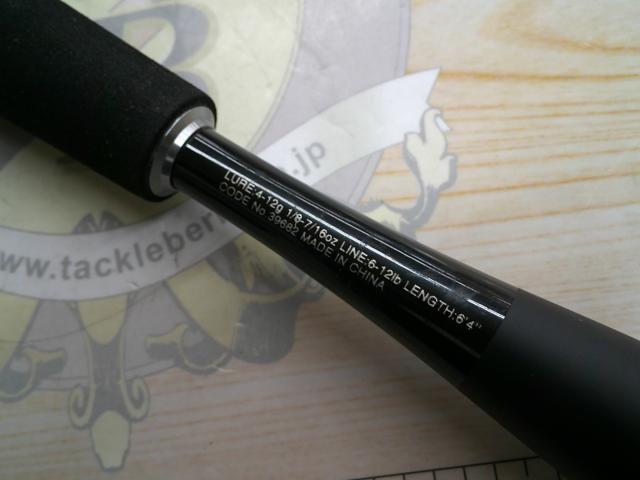 LURE:4-12g 1/8-7/16oz LINE:6-12lb LENGTH:6'4"
CODE No 39682 MADE IN CHINA
www.tackleber
.jp